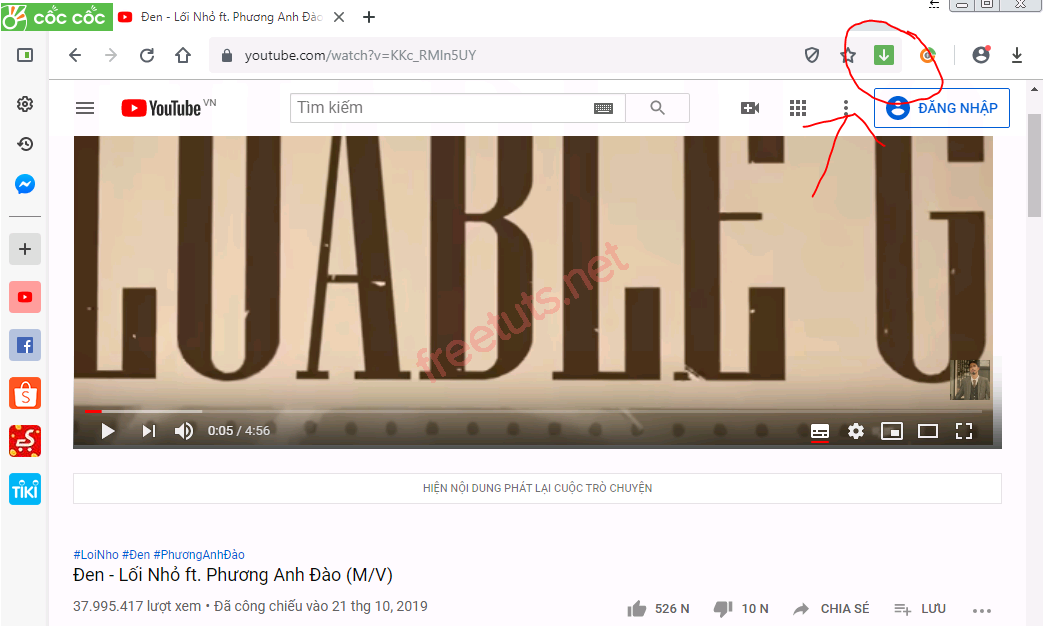 cốc cốc
Đen - Lối Nhỏ ft. Phương Anh Đào
youtube.com/watch?v=KKc_RMIn5UY
YouTube VN
Tìm kiếm
ĐĂNG NHẬP
LOABLE G
freetuts.net
0:05 / 4:56
HIỆN NỘI DUNG PHÁT LẠI CUỘC TRÒ CHUYỆN
TIKI
#LoiNho #Đen #PhươngAnhĐào
Đen - Lối Nhỏ ft. Phương Anh Đào (M/V)
37.995.417 lượt xem • Đã công chiếu vào 21 thg 10, 2019
526 N
10 N
CHIA SẺ
LƯU